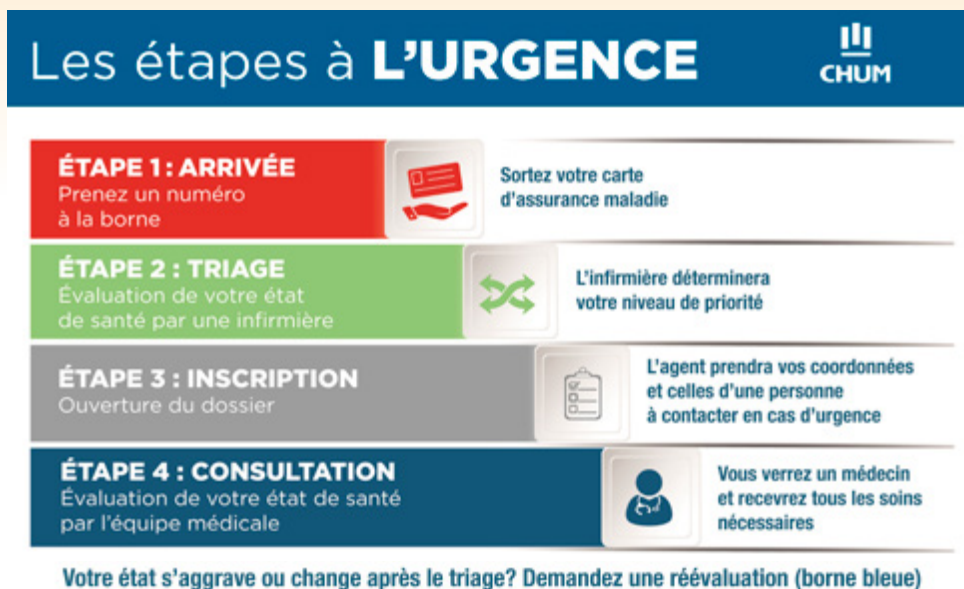 Les étapes à L'URGENCE
CHUM
ÉTAPE 1 : ARRIVÉE
Prenez un numéro
à la borne
Sortez votre carte
d'assurance maladie
ÉTAPE 2 : TRIAGE
Évaluation de votre état
de santé par une infirmière
L'infirmière déterminera
votre niveau de priorité
ÉTAPE 3 : INSCRIPTION
Ouverture du dossier
L'agent prendra vos coordonnées
et celles d'une personne
à contacter en cas d'urgence
ÉTAPE 4 : CONSULTATION
Évaluation de votre état de santé
par l'équipe médicale
Vous verrez un médecin
et recevrez tous les soins
nécessaires
Votre état s'aggrave ou change après le triage? Demandez une réévaluation (borne bleue)